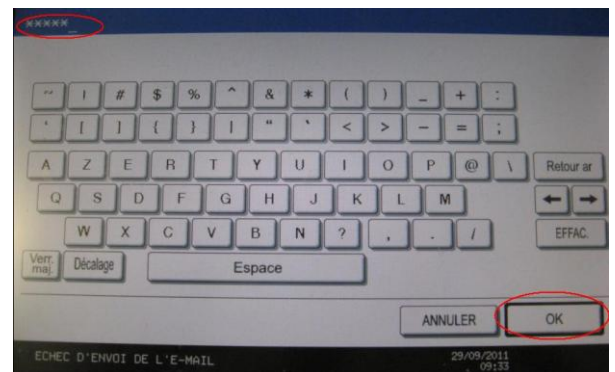 *****_
~ ! # $ % ^ & * ( ) _ + :
' [ ] { } | " ` < > - = ;
A Z E R T Y U I O P @ \ Retour ar
Q S D F G H J K L M ← →
W X C V B N ? , . / EFFAC.
Verr. maj. Décalage Espace
ANNULER OK
ECHEC D'ENVOI DE L'E-MAIL 29/09/2011
09:33